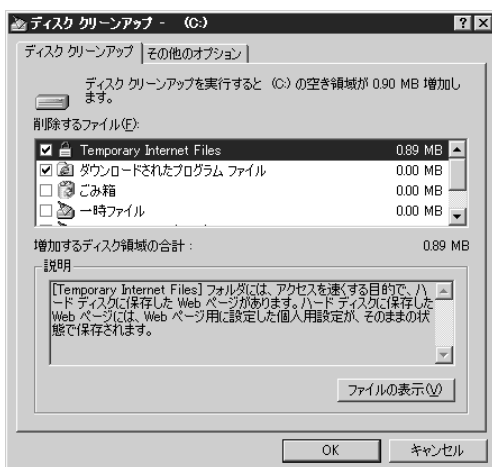 ディスク クリーンアップ - (C:)
ディスク クリーンアップ その他のオプション
ディスク クリーンアップを実行すると (C:) の空き領域が 0.90 MB 増加し
ます。
削除するファイル(F):
Temporary Internet Files 0.89 MB
ダウンロードされたプログラム ファイル 0.00 MB
ごみ箱 0.00 MB
一時ファイル 0.00 MB
増加するディスク領域の合計 : 0.89 MB
説明
[Temporary Internet Files] フォルダには、アクセスを速くする目的で、ハ
ード ディスクに保存した Web ページがあります。ハード ディスクに保存した
Web ページには、Web ページ用に設定した個人用設定が、そのままの状
態で保存されます。
ファイルの表示(V)
OK キャンセル